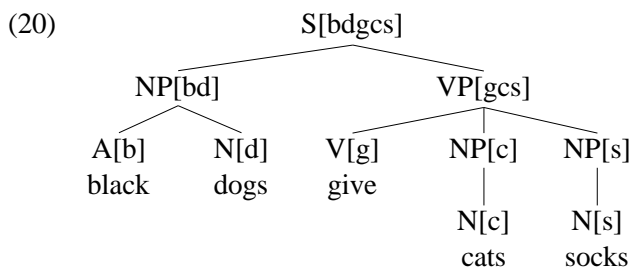 (20) S[bdgcs]
NP[bd] VP[gcs]
A[b] N[d] V[g] NP[c] NP[s]
black dogs give
N[c] N[s]
cats socks